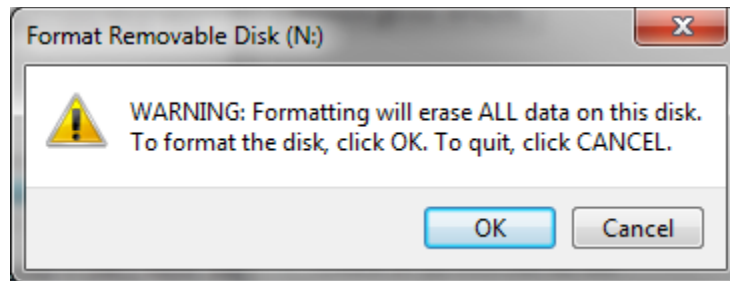 Format Removable Disk (N:)
WARNING: Formatting will erase ALL data on this disk.
To format the disk, click OK. To quit, click CANCEL.
OK
Cancel